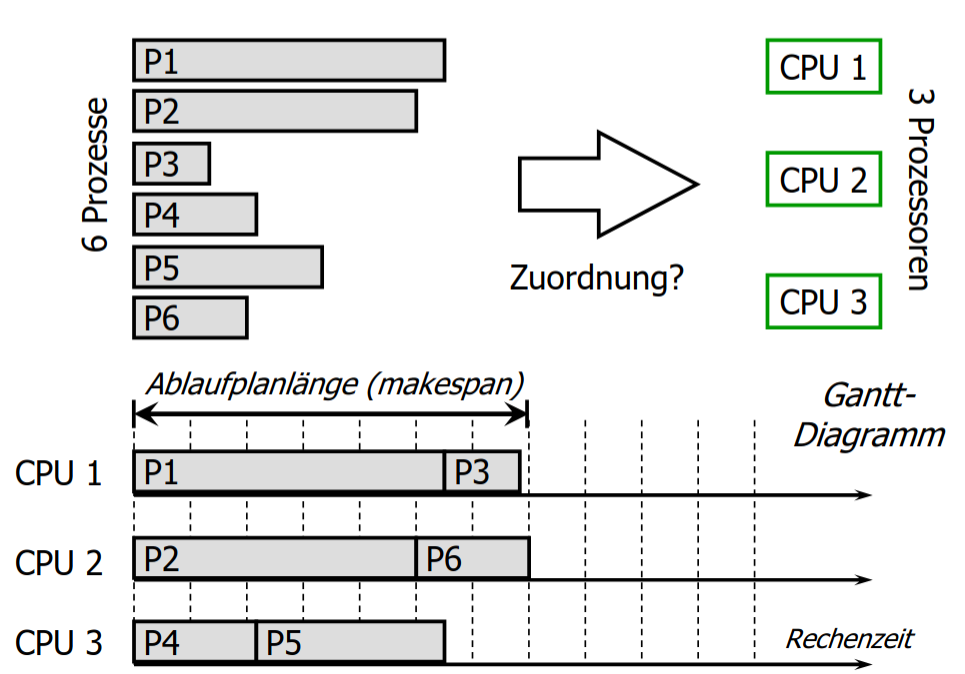 6 Prozesse
P1
P2
P3
P4
P5
P6
Zuordnung?
CPU 1
CPU 2
CPU 3
3 Prozessoren
Ablaufplanlänge (makespan)
Gantt-
Diagramm
CPU 1
P1
P3
CPU 2
P2
P6
CPU 3
P4
P5
Rechenzeit